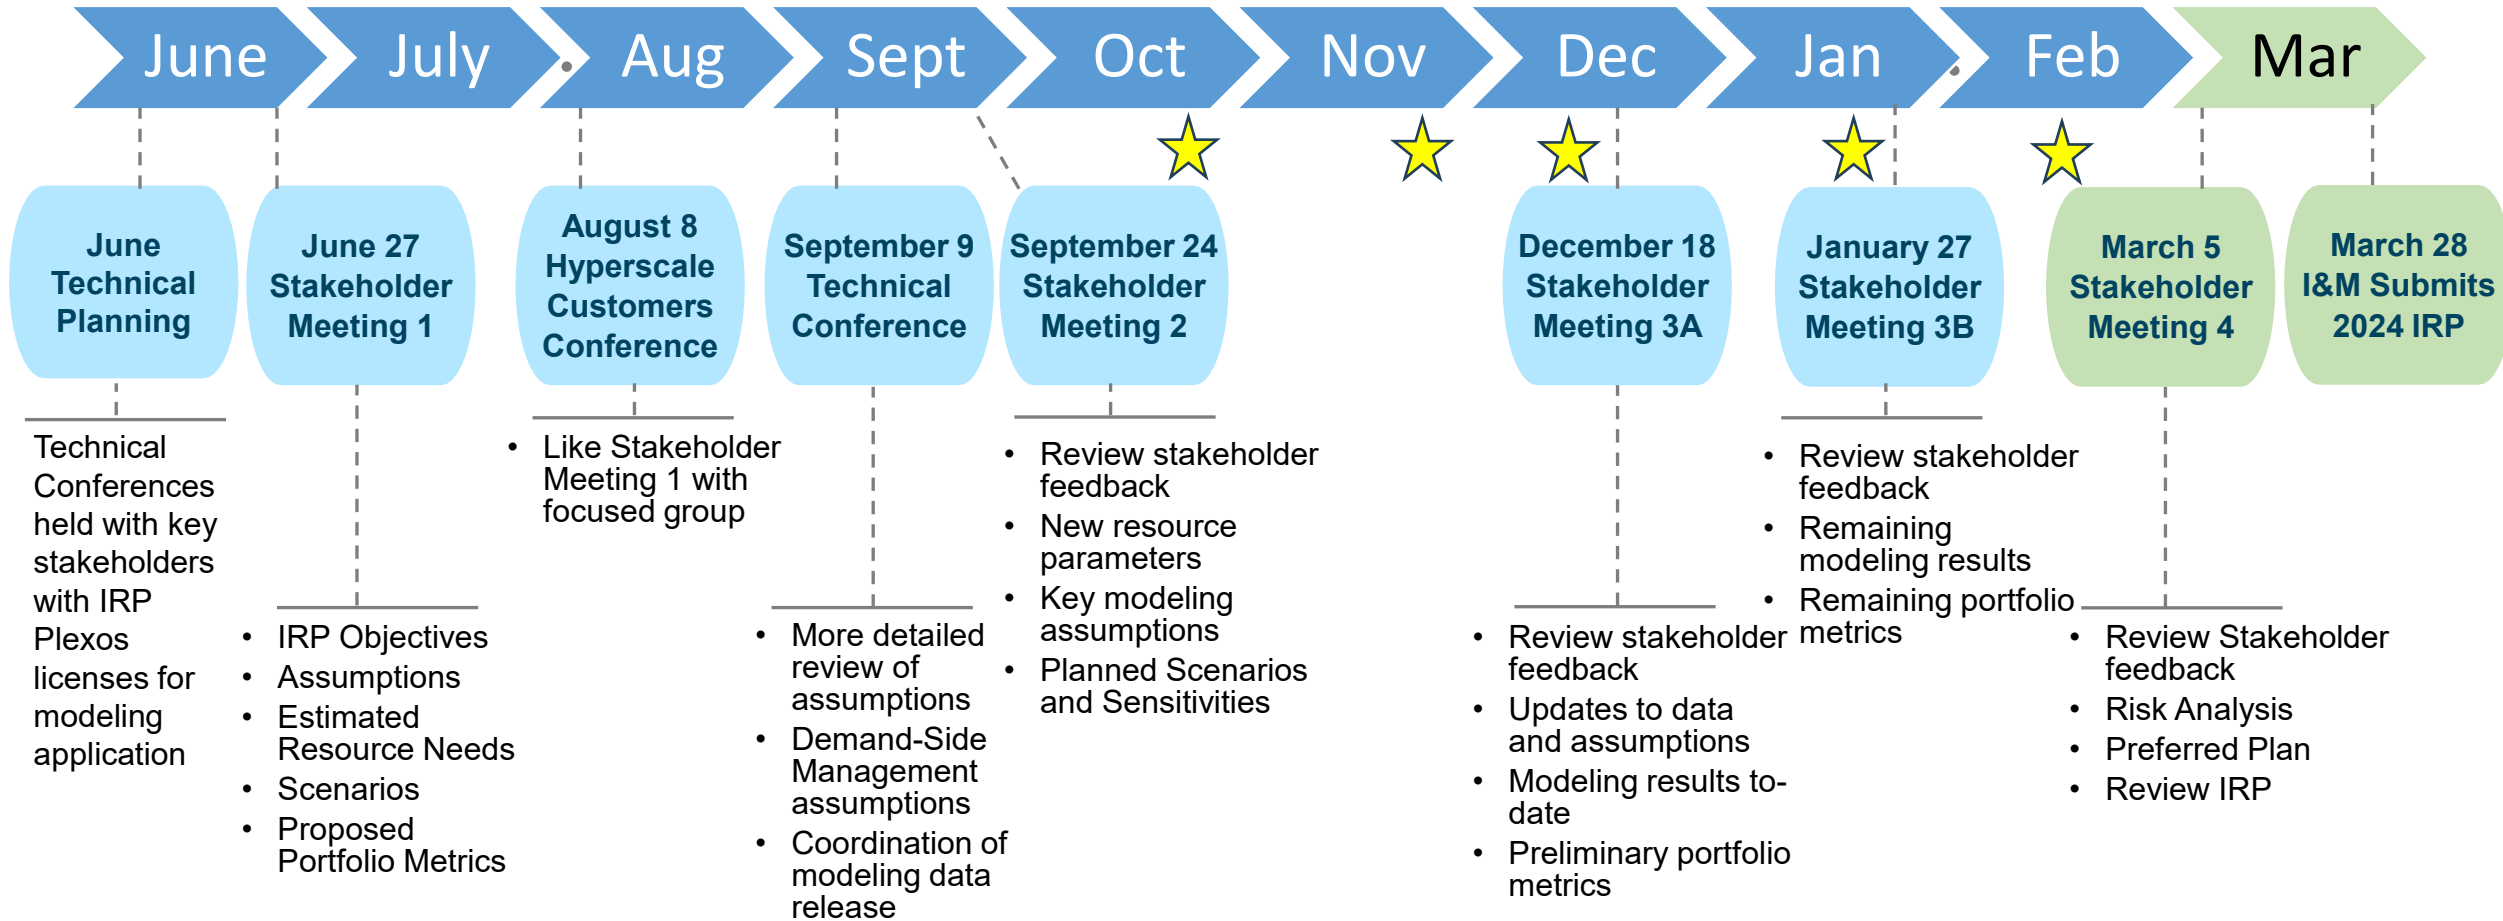 June
July
Aug
Sept
Oct
Nov
Dec
Jan
Feb
Mar
June
Technical
Planning
June 27
Stakeholder
Meeting 1
August 8
Hyperscale
Customers
Conference
September 9
Technical
Conference
September 24
Stakeholder
Meeting 2
December 18
Stakeholder
Meeting 3A
January 27
Stakeholder
Meeting 3B
March 5
Stakeholder
Meeting 4
March 28
I&M Submits
2024 IRP
Technical
Conferences
held with key
stakeholders
with IRP
Plexos
licenses for
modeling
application
• IRP Objectives
• Assumptions
• Estimated
Resource Needs
• Scenarios
• Proposed
Portfolio Metrics
• Like Stakeholder
Meeting 1 with
focused group
• More detailed
review of
assumptions
• Demand-Side
Management
assumptions
• Coordination of
modeling data
release
• Review stakeholder
feedback
• New resource
parameters
• Key modeling
assumptions
• Planned Scenarios
and Sensitivities
• Review stakeholder
feedback
• Updates to data
and assumptions
• Modeling results to-
date
• Preliminary portfolio
metrics
• Review stakeholder
feedback
• Remaining
modeling results
• Remaining portfolio
metrics
• Review Stakeholder
feedback
• Risk Analysis
• Preferred Plan
• Review IRP